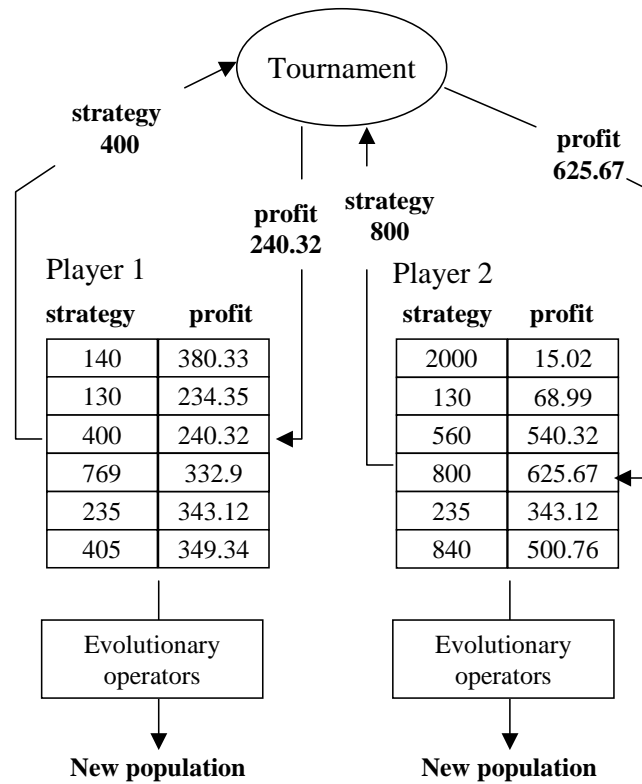 Tournament
strategy
400
profit
625.67
profit
240.32
strategy
800
Player 1
strategy profit
140 380.33
130 234.35
400 240.32
769 332.9
235 343.12
405 349.34
Evolutionary
operators
New population
Player 2
strategy profit
2000 15.02
130 68.99
560 540.32
800 625.67
235 343.12
840 500.76
Evolutionary
operators
New population